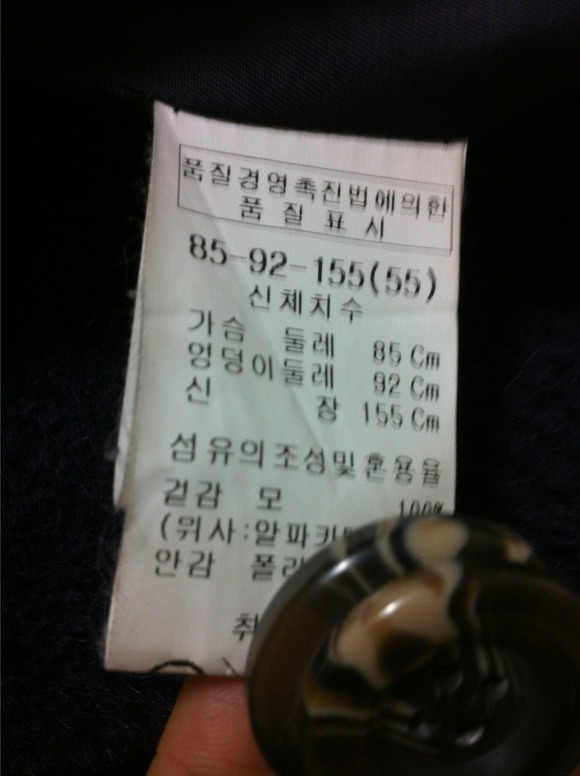 품질경영촉진법에의한
품 질 표 시
85-92-155(55)
신체치수
가슴 둘레 85 Cm
엉덩이둘레 92 Cm
신 장 155 Cm
섬유의조성및혼용율
겉감 모 100%
(위사:알파카
안감 폴리
취